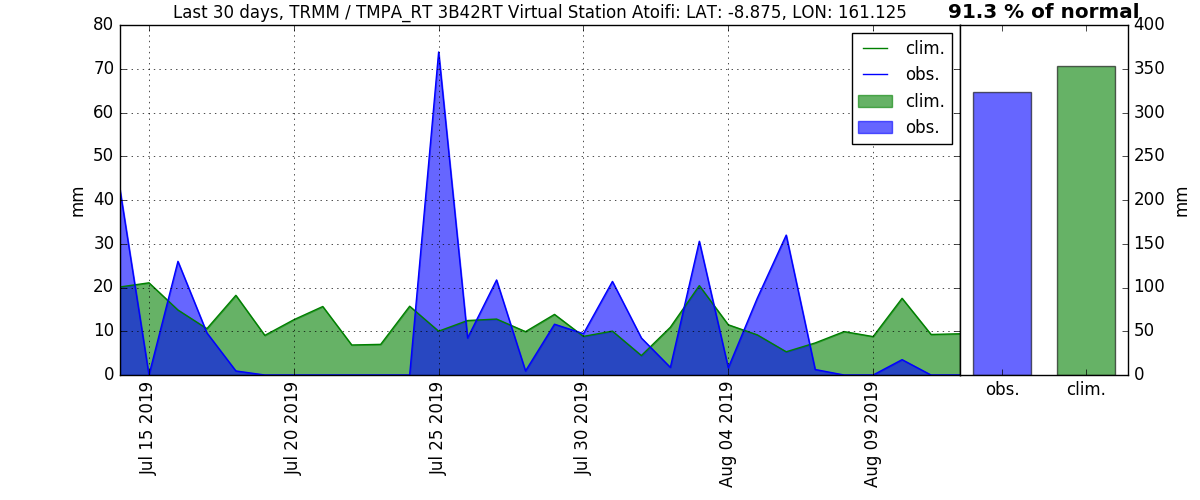 Last 30 days, TRMM / TMPA_RT 3B42RT Virtual Station Atoifi: LAT: -8.875, LON: 161.125
91.3 % of normal
80
70
60
50
40
30
20
10
0
mm
clim.
obs.
clim.
obs.
400
350
300
250
200
150
100
50
0
mm
Jul 15 2019
Jul 20 2019
Jul 25 2019
Jul 30 2019
Aug 04 2019
Aug 09 2019
obs.
clim.